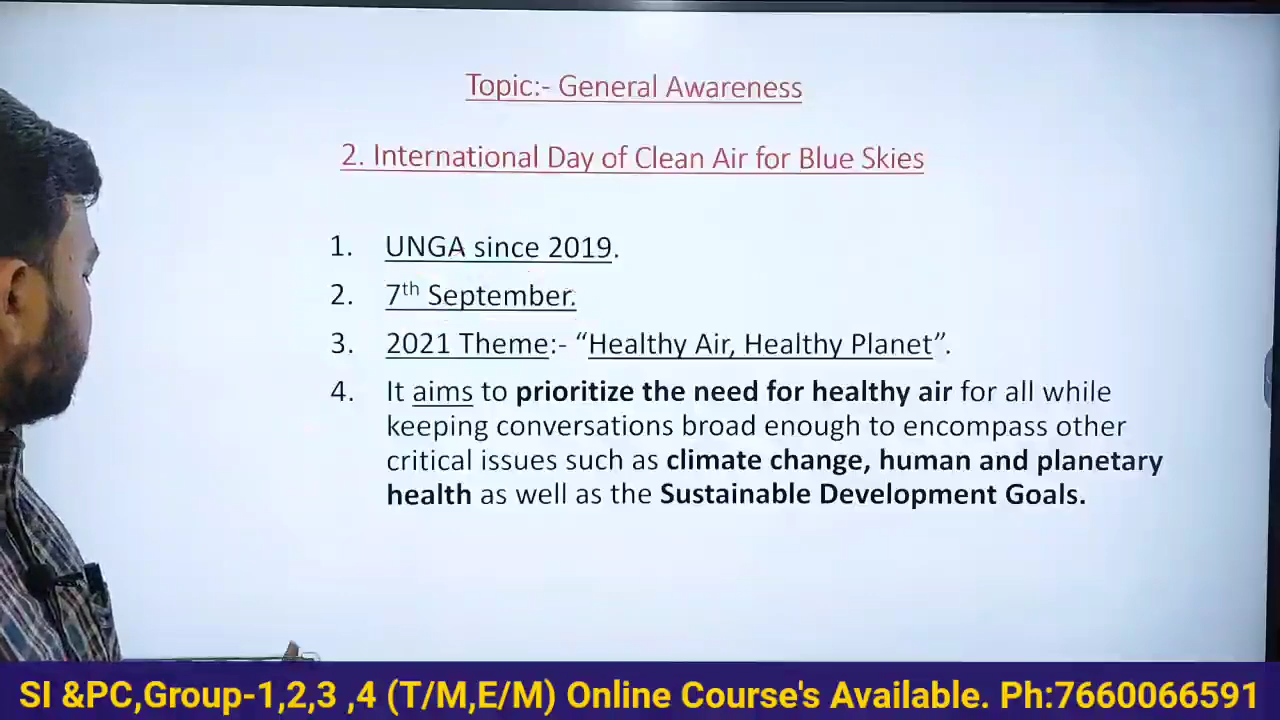 Topic:- General Awareness
2. International Day of Clean Air for Blue Skies
1. UNGA since 2019.
2. 7th September.
3. 2021 Theme:- “Healthy Air, Healthy Planet”.
4. It aims to prioritize the need for healthy air for all while
keeping conversations broad enough to encompass other
critical issues such as climate change, human and planetary
health as well as the Sustainable Development Goals.
SI &PC,Group-1,2,3 ,4 (T/M,E/M) Online Course's Available. Ph:7660066591